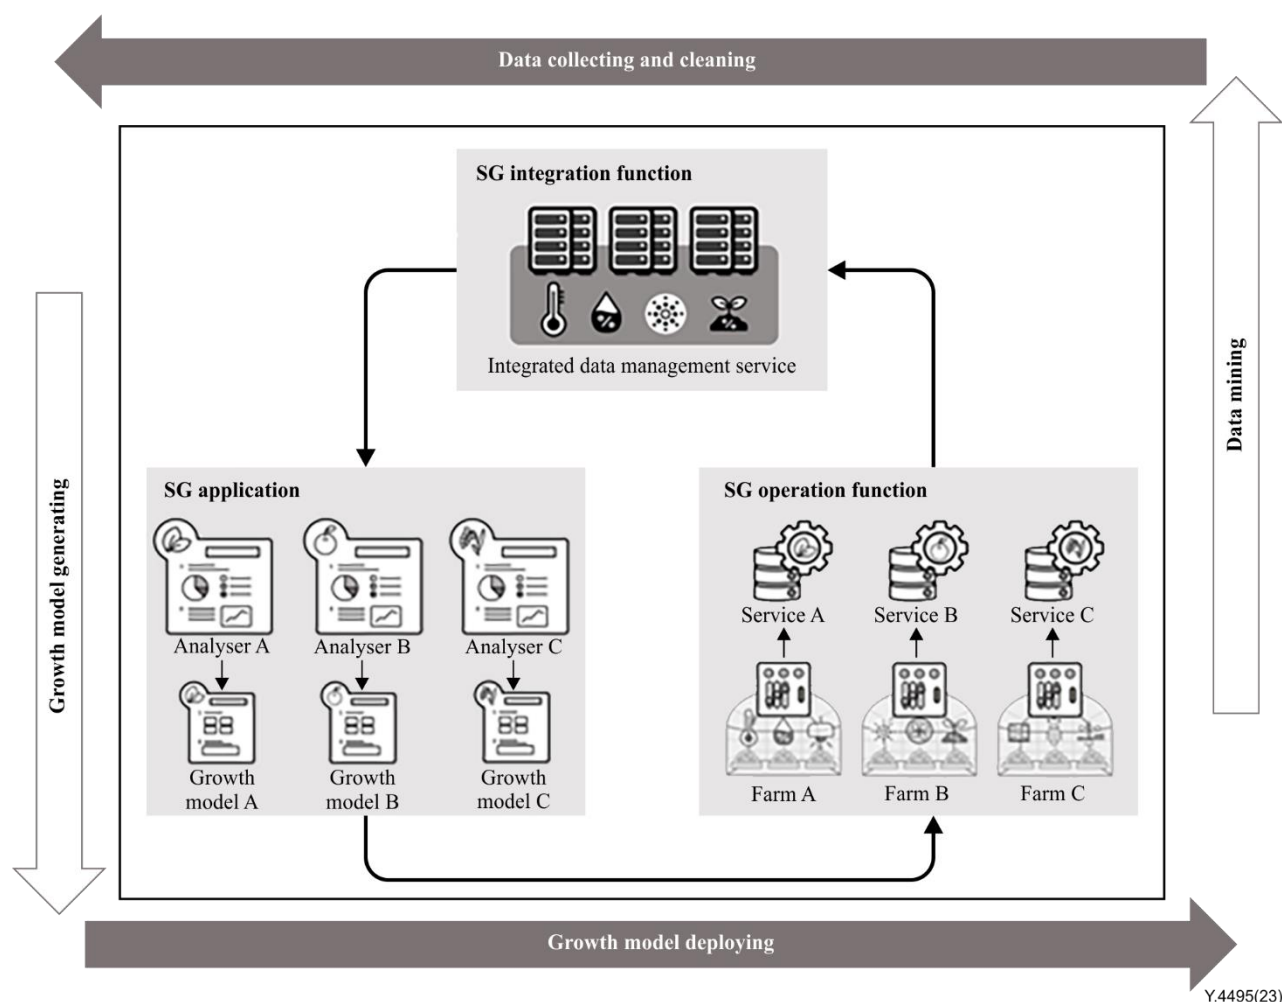 Data collecting and cleaning
SG integration function
Integrated data management service
Growth model generating
Data mining
SG application
Analyser A
Analyser B
Analyser C
Growth
model A
Growth
model B
Growth
model C
SG operation function
Service A
Service B
Service C
Farm A
Farm B
Farm C
Growth model deploying
Y.4495(23)